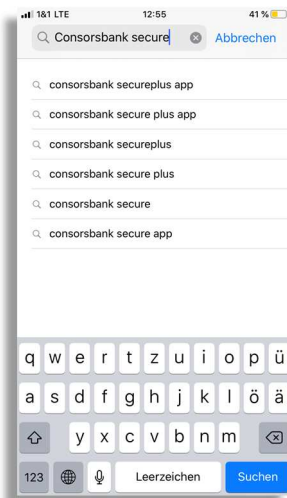 1&1 LTE 12:55 41 %
Consorsbank secure Abbrechen
consorsbank secureplus app
consorsbank secure plus app
consorsbank secureplus
consorsbank secure plus
consorsbank secure
consorsbank secure app
q w e r t z u i o p ü
a s d f g h j k l ö ä
y x c v b n m
123 Leerzeichen Suchen